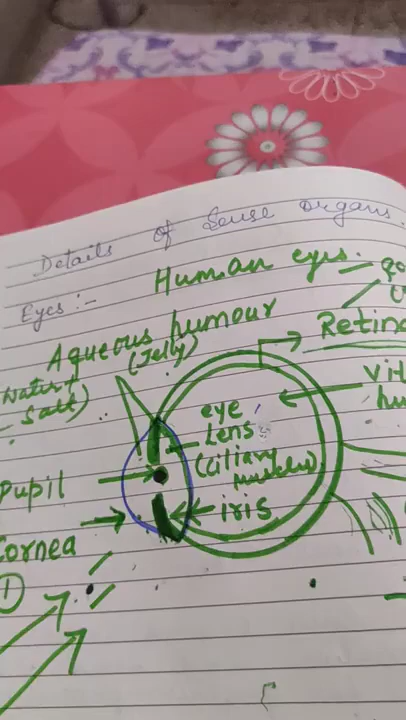 Details of Sense organs.
Eyes :-
Human eyes.
Aqueous humour
(Jelly)
(Water +
Salt)
Retina
eye
Lens
(ciliary
muscles)
Pupil
iris
Cornea
①